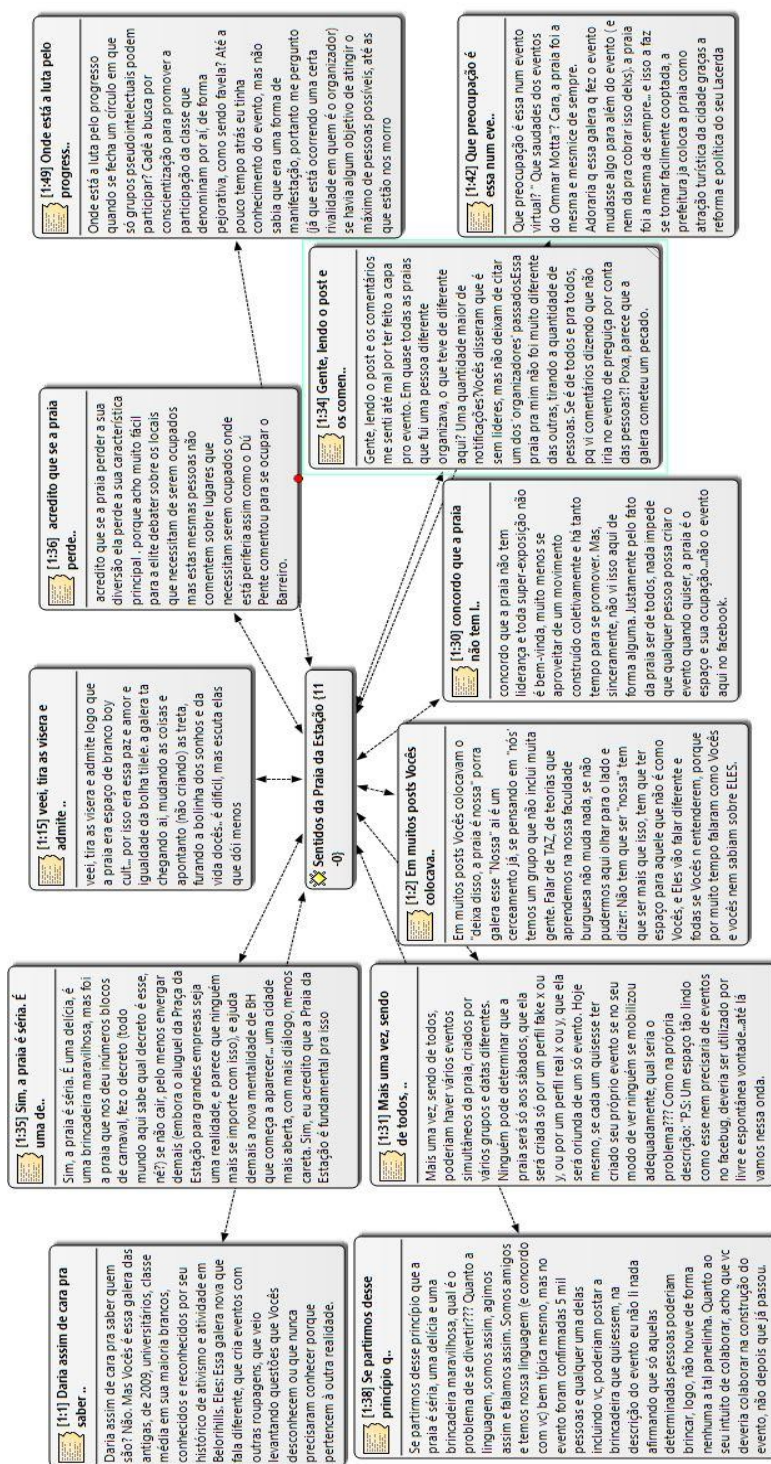 [1:1] Daria assim de cara pra
saber ..
Daria assim de cara pra saber quem
são? Não. Mas Vocês é essa galera das
antigas, de 2009, universitários, classe
média em sua maioria brancos,
conhecidos e reconhecidos por seu
histórico de ativismo e atividade em
Belorihills. Eles: Essa galera nova que
fala diferente, que cria eventos com
outras roupagens, que veio
levantando questões que Vocês
desconhecem ou que nunca
precisaram conhecer porque
pertencem à outra realidade.
[1:35] Sim, a praia é séria. É
uma de..
Sim, a praia é séria. É uma delícia, é
uma brincadeira maravilhosa, mas foi
a praia que nos deu inúmeros blocos
de carnaval, fez o decreto (todo
mundo aqui sabe qual decreto é esse,
né?) se não cair, pelo menos envergar
demais (embora o aluguel da Praça da
Estação para grandes empresas seja
uma realidade, e parece que ninguém
mais se importe com isso), e ajuda
demais a nova mentalidade de BH
que começa a aparecer... uma cidade
mais aberta, com mais diálogo, menos
careta. Sim, eu acredito que a Praia da
Estação é fundamental pra isso
[1:15] veei, tira as visera e
admite ..
veei, tira as visera e admite logo que
a praia era espaço de branco boy
cult... por isso era essa paz e amor e
igualdade da bolha tilele. a galera ta
chegando ai, mudando as coisas e
apontanto (não criando) as treta,
furando a bolinha dos sonhos e da
vida docês.. é difícil, mas escuta elas
que dói menos
[1:36] acredito que se a praia
perde..
acredito que se a praia perder a sua
diversão ela perde a sua característica
principal . porque acho muito fácil
para a elite debater sobre os locais
que necessitam de serem ocupados
mas estas mesmas pessoas não
comentem sobre lugares que
necessitam serem ocupados onde
está periferia assim como o Dú
Pente comentou para se ocupar o
Barreiro.
[1:49] Onde está a luta pelo
progress..
Onde está a luta pelo progresso
quando se fecha um círculo em que
só grupos pseudointelectuais podem
participar? Cadê a busca por
conscientização para promover a
participação da classe que
denominam por aí, de forma
pejorativa, como sendo favela? Até a
pouco tempo atrás eu tinha
conhecimento do evento, mas não
sabia que era uma forma de
manifestação, portanto me pergunto
(já que está ocorrendo uma certa
rivalidade em quem é o organizador)
se havia algum objetivo de atingir o
máximo de pessoas possíveis, até as
que estão nos morro
Sentidos da Praia da Estação {11
-0}
[1:38] Se partirmos desse
princípio q..
Se partirmos desse princípio que a
praia é séria, uma delícia e uma
brincadeira maravilhosa, qual é o
problema de se divertir??? Quanto a
linguagem, somos assim, agimos
assim e falamos assim. Somos amigos
e temos nossa linguagem (e concordo
com vc) bem típica mesmo, mas no
evento foram confirmadas 5 mil
pessoas e qualquer uma delas
incluindo vc, poderiam postar a
brincadeira que quisessem, na
descrição do evento eu não li nada
afirmando que só aquelas
determinadas pessoas poderiam
brincar, logo, não houve de forma
nenhuma a tal panelinha. Quanto ao
seu intuito de colaborar, acho que vc
deveria colaborar na construção do
evento, não depois que já passou.
[1:31] Mais uma vez, sendo
de todos, ..
Mais uma vez, sendo de todos,
poderiam haver vários eventos
simultâneos da praia, criados por
vários grupos e datas diferentes.
Ninguém pode determinar que a
praia será só aos sábados, que ela
será criada só por um perfil fake x ou
y, ou por um perfil real x ou y, que ela
será oriunda de um só evento. Hoje
mesmo, se cada um quisesse ter
criado seu próprio evento se no seu
modo de ver ninguém se mobilizou
adequadamente, qual seria o
problema??? Como na própria
descrição: "P.S: Um espaço tão lindo
como esse nem precisaria de eventos
no facebug, deveria ser utilizado por
livre e espontânea vontade...até lá
vamos nessa onda.
[1:2] Em muitos posts Vocês
colocava..
Em muitos posts Vocês colocavam o
"deixa disso, a praia é nossa" porra
galera esse "Nossa" ai é um
cerceamento já, se pensando em "nós'
temos um grupo que não inclui muita
gente. Falar de TAZ, de teorias que
aprendemos na nossa faculdade
burguesa não muda nada, se não
pudermos aqui olhar pro lado e
dizer: Não tem que ser "nossa" tem
que ser mais que isso, tem que ter
espaço para aquele que não é como
Vocês, e Eles vão falar diferente e
fodas se Vocês n entenderem, porque
por muito tempo falaram como Vocês
e vocês nem sabiam sobre ELES.
[1:30] concordo que a praia
não tem l..
concordo que a praia não tem
liderança e toda super-exposição não
é bem-vinda, muito menos se
aproveitar de um movimento
construído coletivamente e há tanto
tempo para se promover. Mas,
sinceramente, não vi isso aqui de
forma alguma. Justamente pelo fato
da praia ser de todos, nada impede
que qualquer pessoa possa criar o
evento quando quiser, a praia é o
espaço e sua ocupação...não o evento
aqui no facebook.
[1:34] Gente, lendo o post e
os comen..
Gente, lendo o post e os comentários
me senti até mal por ter feito a capa
pro evento. Em quase todas as praias
que fui uma pessoa diferente
organizava, o que teve de diferente
aqui? Uma quantidade maior de
notificações?Vocês disseram que é
sem líderes, mas não deixam de citar
um dos 'organizadores' passados.Essa
praia pra mim não foi muito diferente
das outras, tirando a quantidade de
pessoas. Se é de todos e pra todos,
pq vi comentários dizendo que não
iria no evento de preguiça por conta
das pessoas?! Poxa, parece que a
galera cometeu um pecado.
[1:42] Que preocupação é
essa num eve..
Que preocupação é essa num evento
virtual? " Que saudades dos eventos
do Ommar Motta"? Cara, a praia foi a
mesma e mesmice de sempre.
Adoraria q essa galera q fez o evento
mudasse algo para além do evento ( e
nem da pra cobrar isso deixs), a praia
foi a mesma de sempre... e isso a faz
se tornar facilmente cooptada, a
prefeitura ja coloca a praia como
atração turística da cidade graças a
reforma e política do seu Lacerda